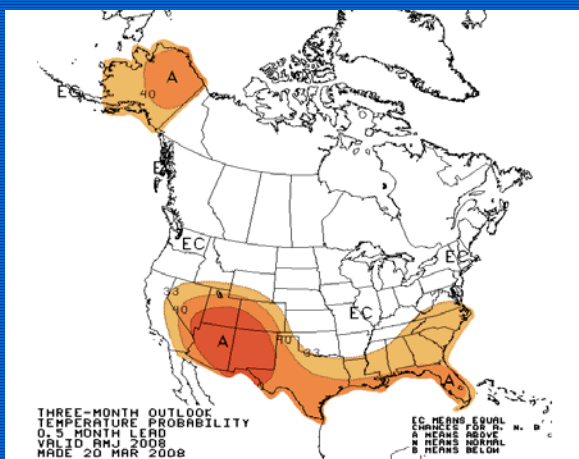 A
40
EC
E
EC
EC
33
40
EC
A
40
33
A
THREE-MONTH OUTLOOK
TEMPERATURE PROBABILITY
0.5 MONTH LEAD
VALID AMJ 2008
MADE 20 MAR 2008
EC MEANS EQUAL
CHANCES FOR A, N, B
A MEANS ABOVE
N MEANS NORMAL
B MEANS BELOW